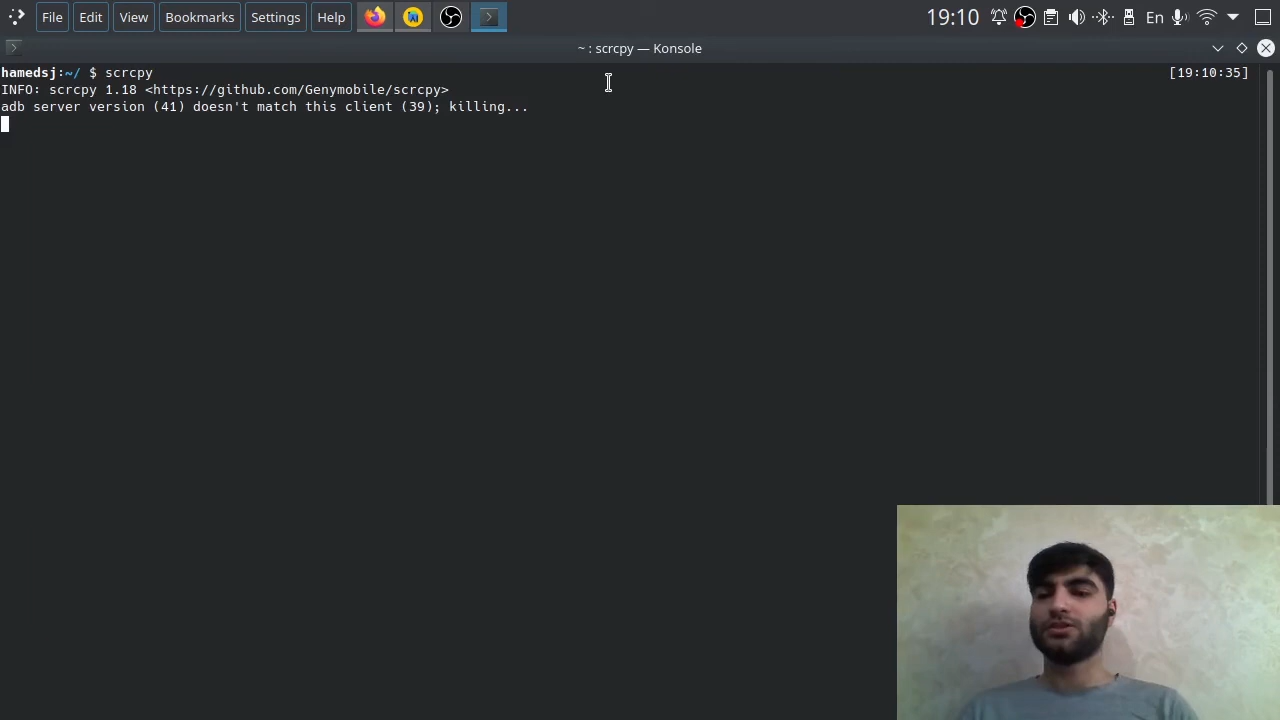 File Edit View Bookmarks Settings Help 19:10 En
~ : scrcpy — Konsole
hamedsj:~/ $ scrcpy [19:10:35]
INFO: scrcpy 1.18 <https://github.com/Genymobile/scrcpy>
adb server version (41) doesn't match this client (39); killing...